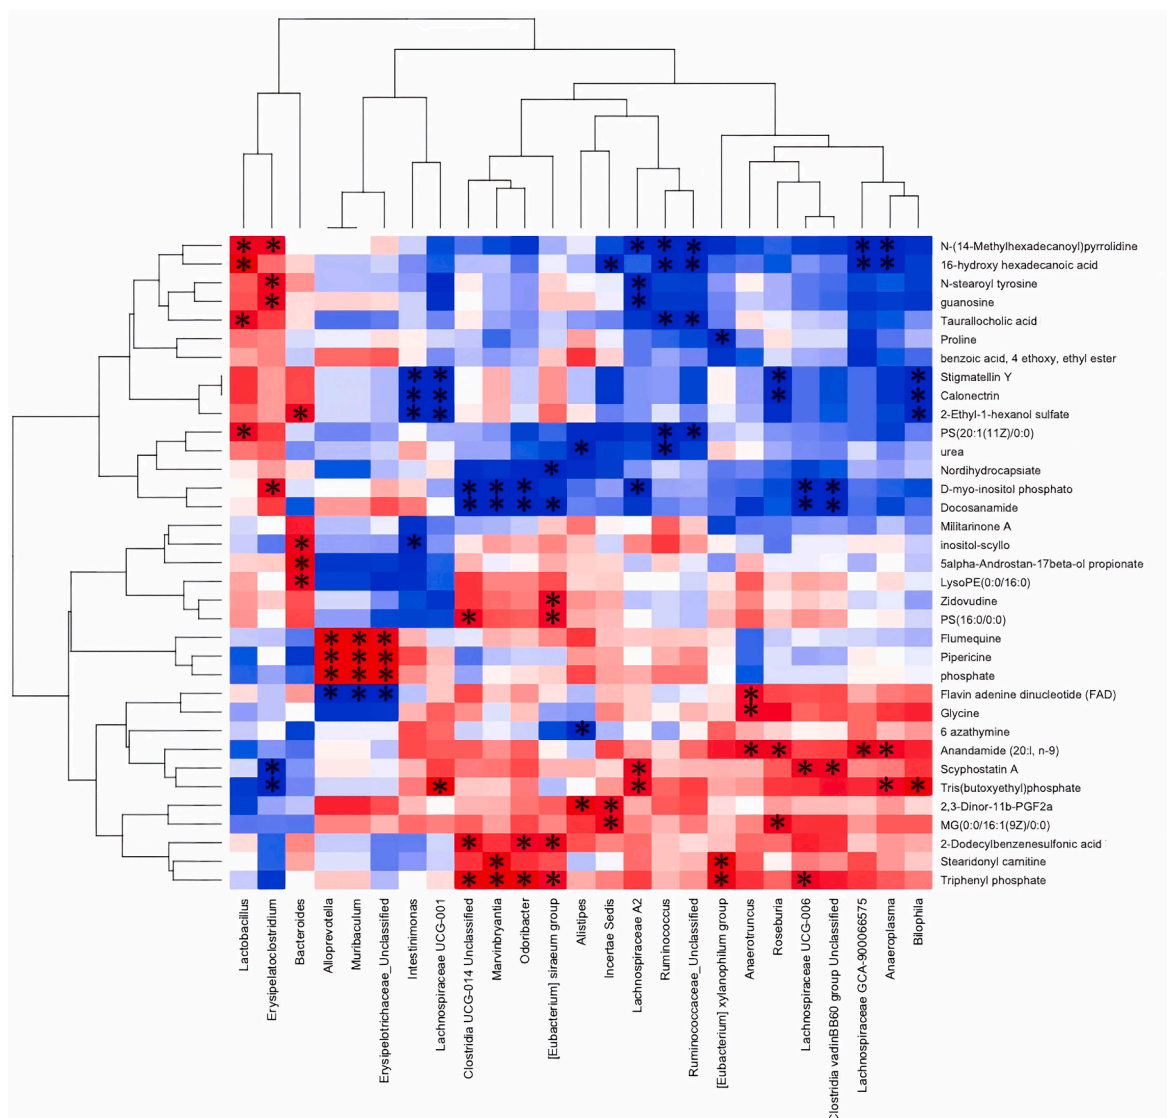 N-(14-Methylhexadecanoyl)pyrrolidine
16-hydroxy hexadecanoic acid
N-stearoyl tyrosine
guanosine
Taurallocholic acid
Proline
benzoic acid, 4 ethoxy, ethyl ester
Stigmatellin Y
Calonectrin
2-Ethyl-1-hexanol sulfate
PS(20:1(11Z)/0:0)
urea
Nordihydrocapsiate
D-myo-inositol phosphato
Docosanamide
Militarinone A
inositol-scyllo
5alpha-Androstan-17beta-ol propionate
LysoPE(0:0/16:0)
Zidovudine
PS(16:0/0:0)
Flumequine
Pipericine
phosphate
Flavin adenine dinucleotide (FAD)
Glycine
6 azathymine
Anandamide (20:l, n-9)
Scyphostatin A
Tris(butoxyethyl)phosphate
2,3-Dinor-11b-PGF2a
MG(0:0/16:1(9Z)/0:0)
2-Dodecylbenzenesulfonic acid
Stearidonyl carnitine
Triphenyl phosphate
Lactobacillus
Erysipelatoclostridium
Bacteroides
Alloprevotella
Muribaculum
Erysipelotrichaceae_Unclassified
Intestinimonas
Lachnospiraceae UCG-001
Clostridia UCG-014 Unclassified
Marvinbryantia
Odoribacter
[Eubacterium] siraeum group
Alistipes
Incertae Sedis
Lachnospiraceae A2
Ruminococcus
Ruminococcaceae_Unclassified
[Eubacterium] xylanophilum group
Anaerotruncus
Roseburia
Lachnospiraceae UCG-006
Clostridia vadinBB60 group Unclassified
Lachnospiraceae GCA-900066575
Anaeroplasma
Bilophila